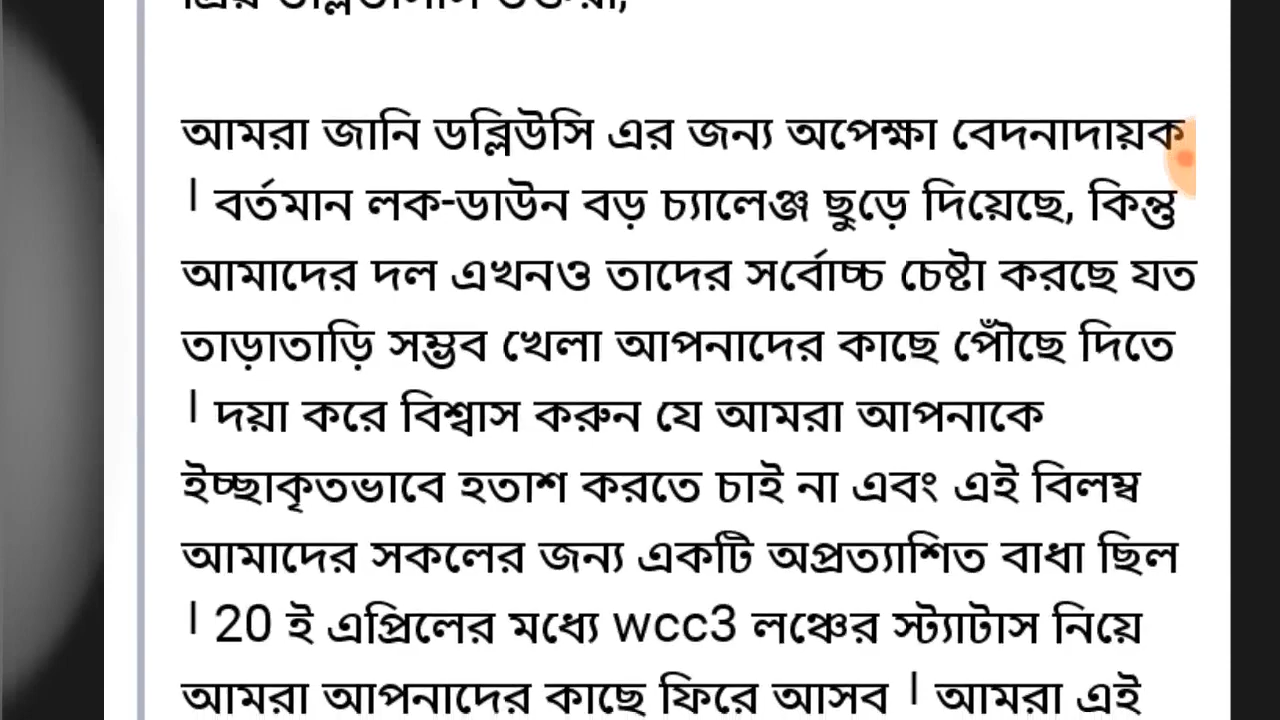 আমরা জানি ডব্লিউসি এর জন্য অপেক্ষা বেদনাদায়ক
। বর্তমান লক-ডাউন বড় চ্যালেঞ্জ ছুড়ে দিয়েছে, কিন্তু
আমাদের দল এখনও তাদের সর্বোচ্চ চেষ্টা করছে যত
তাড়াতাড়ি সম্ভব খেলা আপনাদের কাছে পৌঁছে দিতে
। দয়া করে বিশ্বাস করুন যে আমরা আপনাকে
ইচ্ছাকৃতভাবে হতাশ করতে চাই না এবং এই বিলম্ব
আমাদের সকলের জন্য একটি অপ্রত্যাশিত বাধা ছিল
। 20 ই এপ্রিলের মধ্যে wcc3 লঞ্চের স্ট্যাটাস নিয়ে
আমরা আপনাদের কাছে ফিরে আসব । আমরা এই